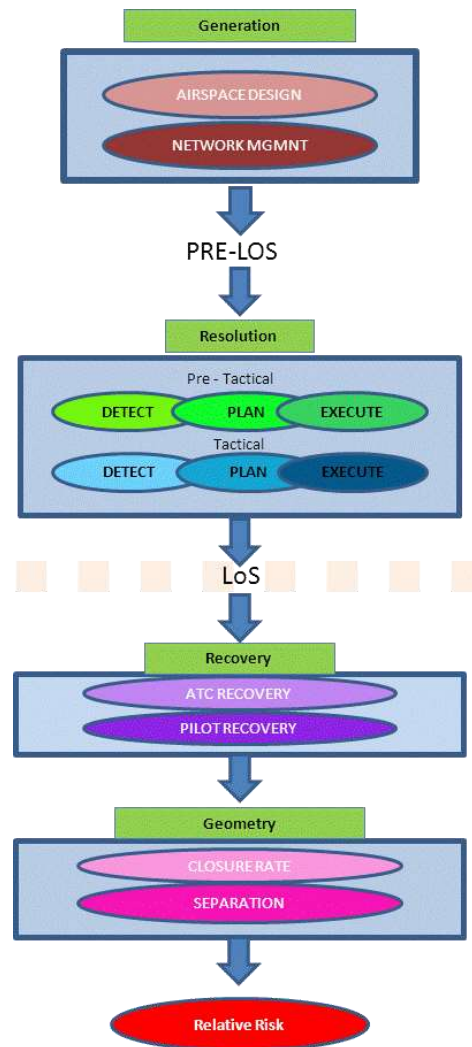 Generation
AIRSPACE DESIGN
NETWORK MGMNT
PRE-LOS
Resolution
Pre - Tactical
DETECT PLAN EXECUTE
Tactical
DETECT PLAN EXECUTE
LoS
Recovery
ATC RECOVERY
PILOT RECOVERY
Geometry
CLOSURE RATE
SEPARATION
Relative Risk